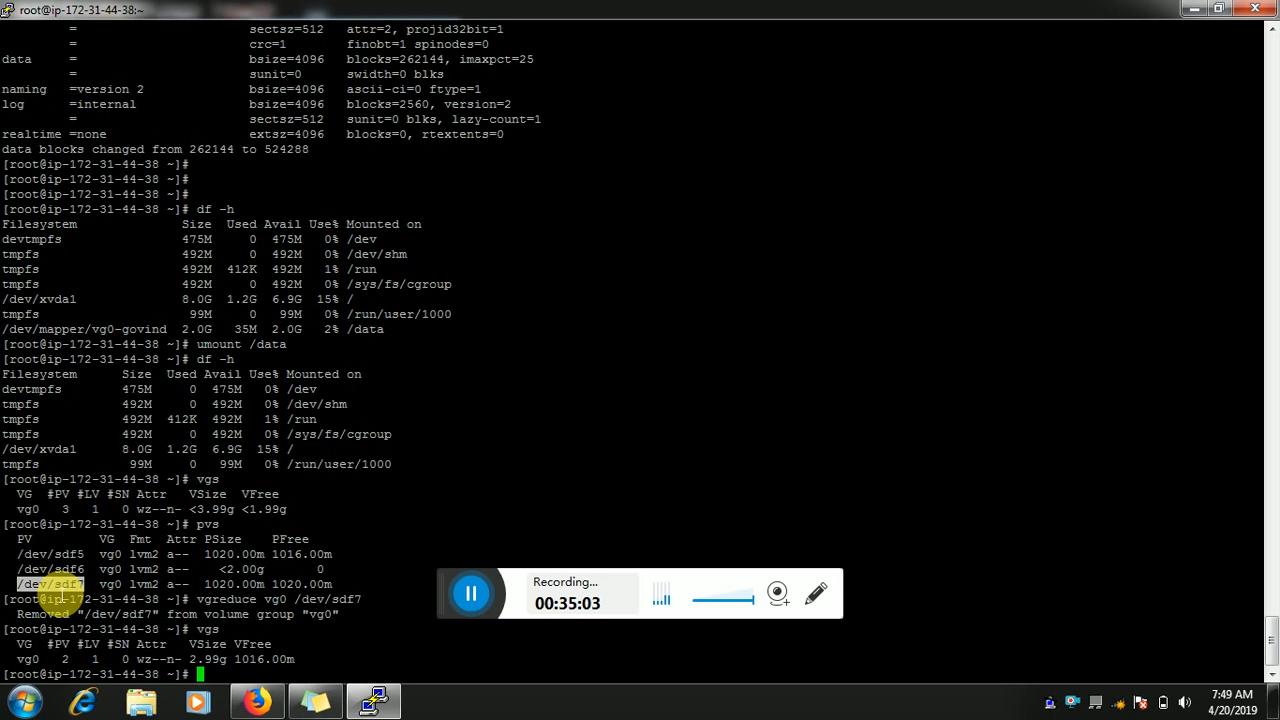 root@ip-172-31-44-38:~
= sectsz=512 attr=2, projid32bit=1
= crc=1 finobt=1 spinodes=0
data = bsize=4096 blocks=262144, imaxpct=25
= sunit=0 swidth=0 blks
naming =version 2 bsize=4096 ascii-ci=0 ftype=1
log =internal bsize=4096 blocks=2560, version=2
= sectsz=512 sunit=0 blks, lazy-count=1
realtime =none extsz=4096 blocks=0, rtextents=0
data blocks changed from 262144 to 524288
[root@ip-172-31-44-38 ~]#
[root@ip-172-31-44-38 ~]#
[root@ip-172-31-44-38 ~]#
[root@ip-172-31-44-38 ~]# df -h
Filesystem Size Used Avail Use% Mounted on
devtmpfs 475M 0 475M 0% /dev
tmpfs 492M 0 492M 0% /dev/shm
tmpfs 492M 412K 492M 1% /run
tmpfs 492M 0 492M 0% /sys/fs/cgroup
/dev/xvda1 8.0G 1.2G 6.9G 15% /
tmpfs 99M 0 99M 0% /run/user/1000
/dev/mapper/vg0-govind 2.0G 35M 2.0G 2% /data
[root@ip-172-31-44-38 ~]# umount /data
[root@ip-172-31-44-38 ~]# df -h
Filesystem Size Used Avail Use% Mounted on
devtmpfs 475M 0 475M 0% /dev
tmpfs 492M 0 492M 0% /dev/shm
tmpfs 492M 412K 492M 1% /run
tmpfs 492M 0 492M 0% /sys/fs/cgroup
/dev/xvda1 8.0G 1.2G 6.9G 15% /
tmpfs 99M 0 99M 0% /run/user/1000
[root@ip-172-31-44-38 ~]# vgs
VG #PV #LV #SN Attr VSize VFree
vg0 3 1 0 wz--n- <3.99g <1.99g
[root@ip-172-31-44-38 ~]# pvs
PV VG Fmt Attr PSize PFree
/dev/sdf5 vg0 lvm2 a-- 1020.00m 1016.00m
/dev/sdf6 vg0 lvm2 a-- <2.00g 0
/dev/sdf7 vg0 lvm2 a-- 1020.00m 1020.00m
[root@ip-172-31-44-38 ~]# vgreduce vg0 /dev/sdf7
Removed "/dev/sdf7" from volume group "vg0"
[root@ip-172-31-44-38 ~]# vgs
VG #PV #LV #SN Attr VSize VFree
vg0 2 1 0 wz--n- 2.99g 1016.00m
[root@ip-172-31-44-38 ~]#
Recording...
00:35:03
7:49 AM
4/20/2019